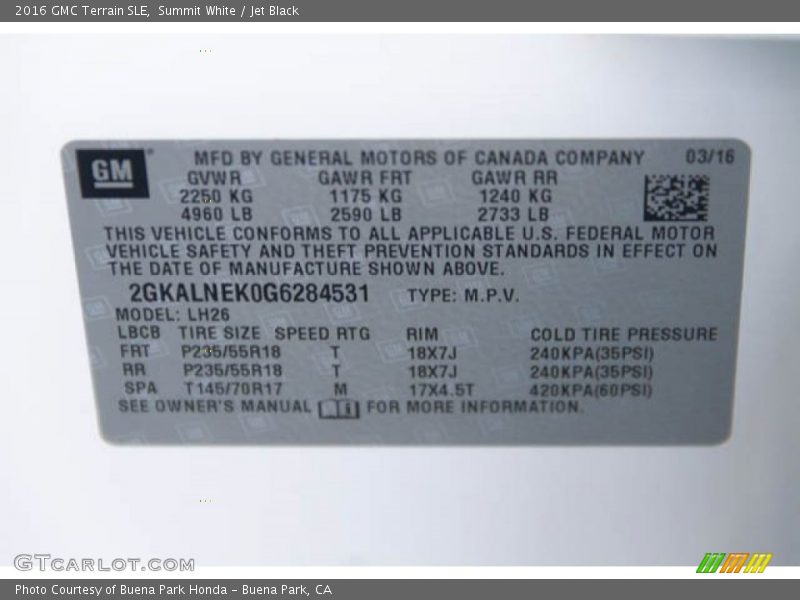 2016 GMC Terrain SLE, Summit White / Jet Black
GM
MFD BY GENERAL MOTORS OF CANADA COMPANY 03/16
GVWR GAWR FRT GAWR RR
2250 KG 1175 KG 1240 KG
4960 LB 2590 LB 2733 LB
THIS VEHICLE CONFORMS TO ALL APPLICABLE U.S. FEDERAL MOTOR
VEHICLE SAFETY AND THEFT PREVENTION STANDARDS IN EFFECT ON
THE DATE OF MANUFACTURE SHOWN ABOVE.
2GKALNEK0G6284531 TYPE: M.P.V.
MODEL: LH26
LBCB TIRE SIZE SPEED RTG RIM COLD TIRE PRESSURE
FRT P235/55R18 T 18X7J 240KPA(35PSI)
RR P235/55R18 T 18X7J 240KPA(35PSI)
SPA T145/70R17 M 17X4.5T 420KPA(60PSI)
SEE OWNER'S MANUAL FOR MORE INFORMATION.
GTCARLOT.COM
Photo Courtesy of Buena Park Honda - Buena Park, CA